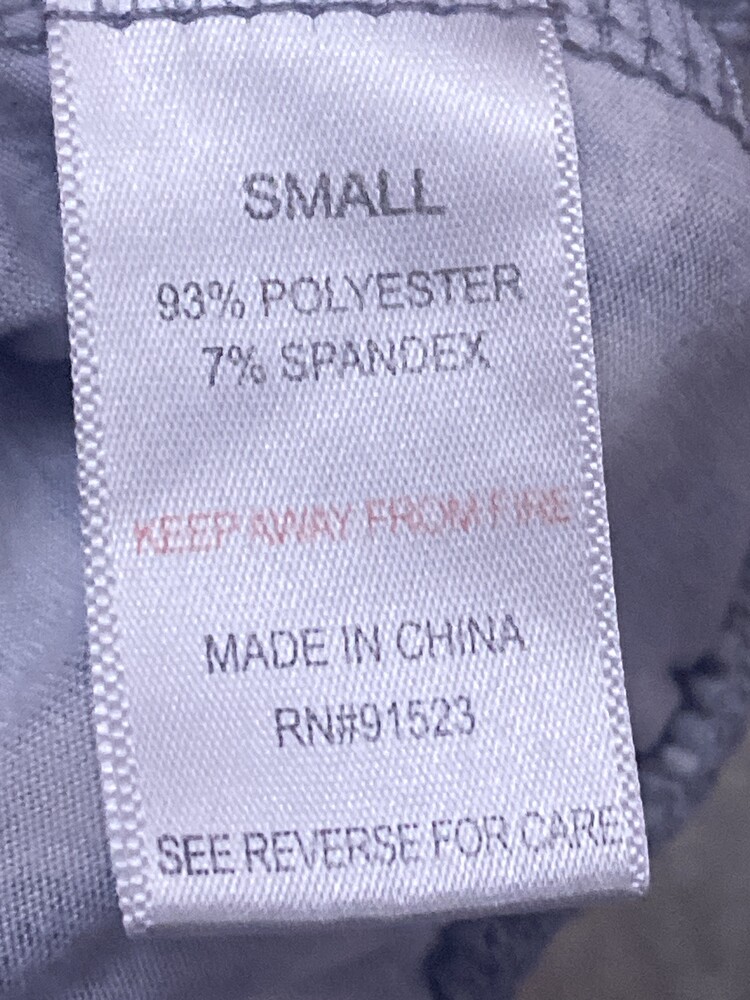 SMALL
93% POLYESTER
7% SPANDEX
KEEP AWAY FROM FIRE
MADE IN CHINA
RN#91523
SEE REVERSE FOR CARE